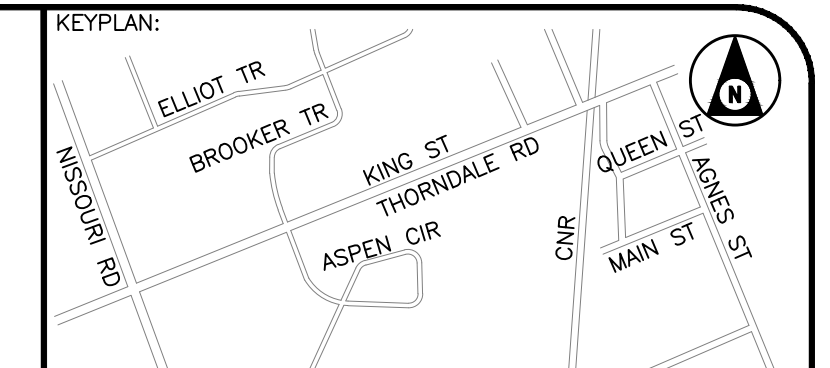 KEYPLAN:
ELLIOT TR
BROOKER TR
NISSOURI RD
KING ST
THORNDALE RD
ASPEN CIR
CNR
QUEEN ST
MAIN ST
AGNES ST
N